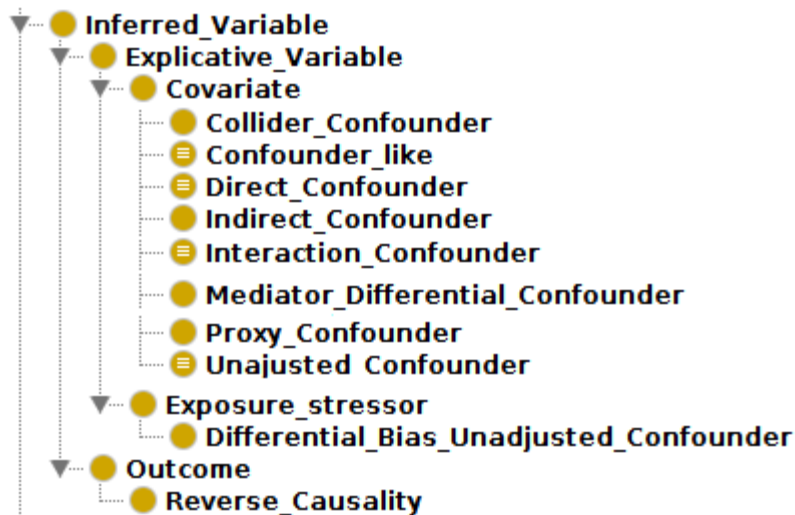 Inferred_Variable
Explicative_Variable
Covariate
Collider_Confounder
Confounder_like
Direct_Confounder
Indirect_Confounder
Interaction_Confounder
Mediator_Differential_Confounder
Proxy_Confounder
Unajusted_Confounder
Exposure_stressor
Differential_Bias_Unadjusted_Confounder
Outcome
Reverse_Causality